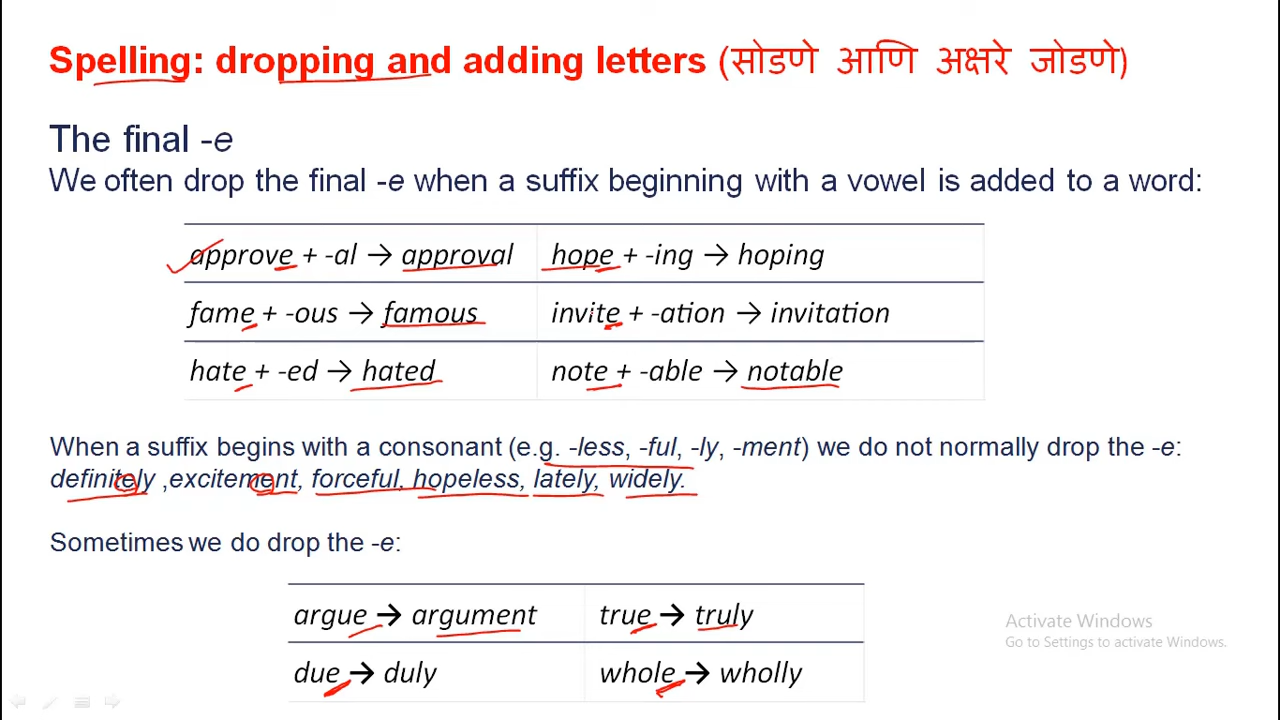 Spelling: dropping and adding letters (सोडणे आणि अक्षरे जोडणे)
The final -e
We often drop the final -e when a suffix beginning with a vowel is added to a word:
approve + -al → approval hope + -ing → hoping
fame + -ous → famous invite + -ation → invitation
hate + -ed → hated note + -able → notable
When a suffix begins with a consonant (e.g. -less, -ful, -ly, -ment) we do not normally drop the -e:
definitely ,excitement, forceful, hopeless, lately, widely.
Sometimes we do drop the -e:
argue → argument true → truly
due → duly whole → wholly
Activate Windows
Go to Settings to activate Windows.